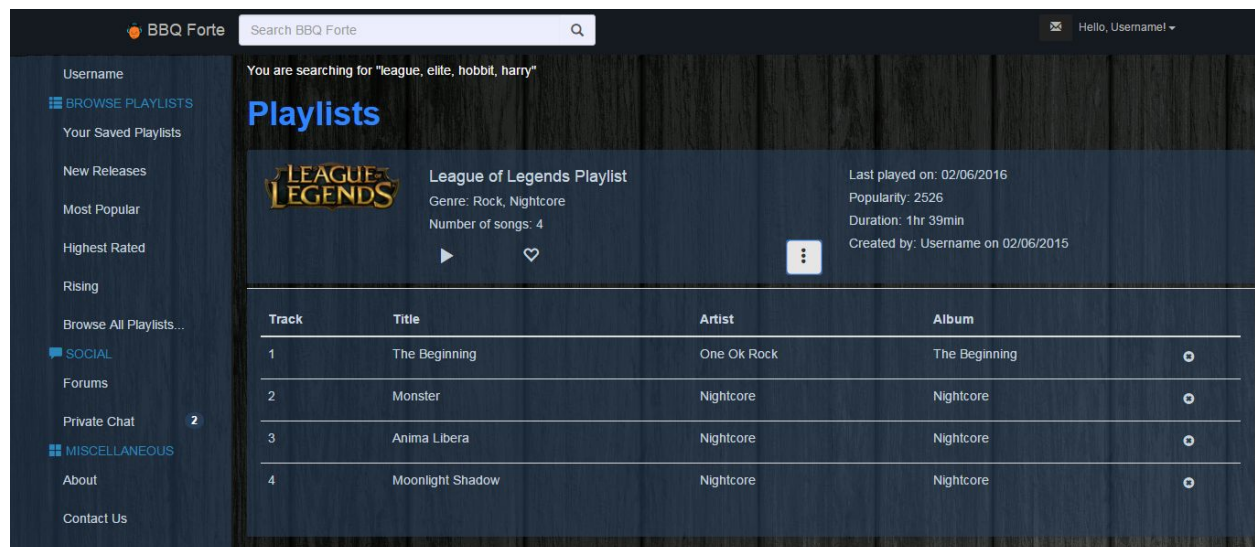 BBQ Forte
Search BBQ Forte
Hello, Username!
Username
BROWSE PLAYLISTS
Your Saved Playlists
New Releases
Most Popular
Highest Rated
Rising
Browse All Playlists...
SOCIAL
Forums
Private Chat 2
MISCELLANEOUS
About
Contact Us
You are searching for "league, elite, hobbit, harry"
Playlists
LEAGUE
LEGENDS
League of Legends Playlist
Genre: Rock, Nightcore
Number of songs: 4
Last played on: 02/06/2016
Popularity: 2526
Duration: 1hr 39min
Created by: Username on 02/06/2015
Track Title Artist Album
1 The Beginning One Ok Rock The Beginning
2 Monster Nightcore Nightcore
3 Anima Libera Nightcore Nightcore
4 Moonlight Shadow Nightcore Nightcore